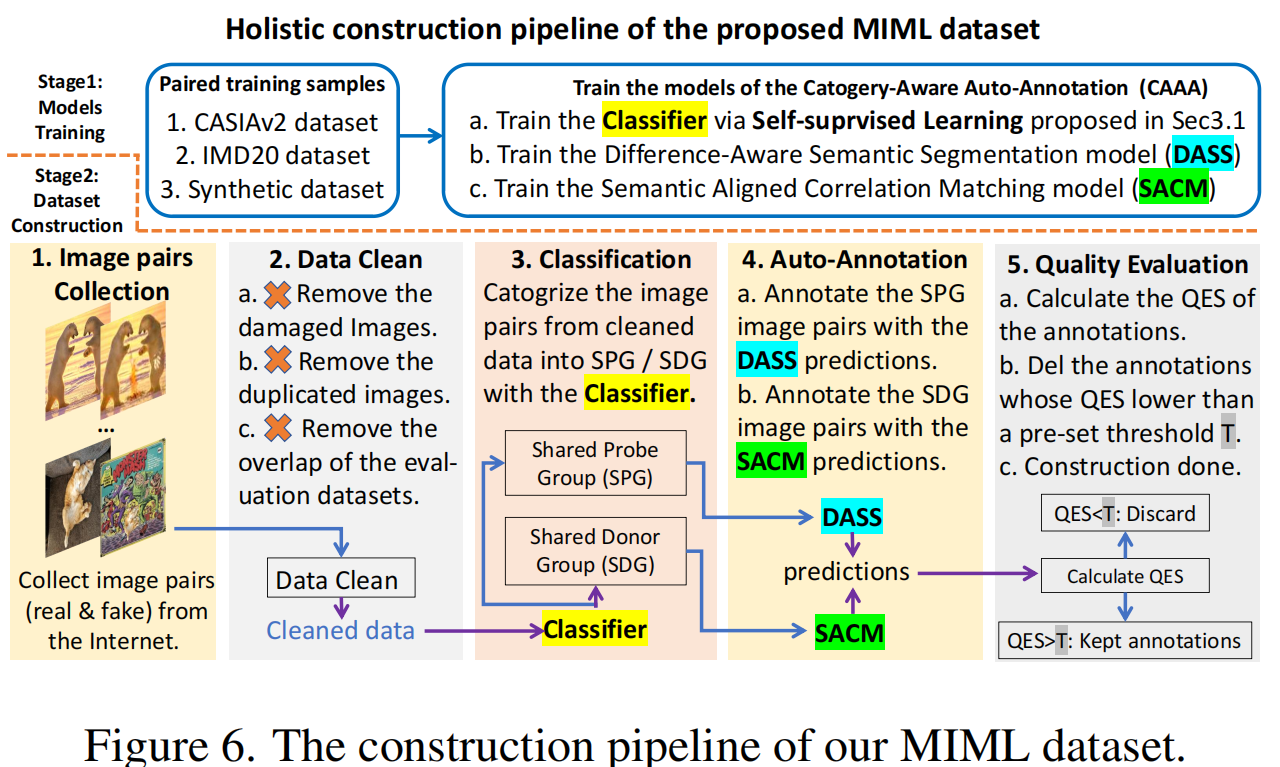 Holistic construction pipeline of the proposed MIML dataset
Stage1:
Models
Training
Paired training samples
1. CASIAv2 dataset
2. IMD20 dataset
3. Synthetic dataset
Train the models of the Catogery-Aware Auto-Annotation (CAAA)
a. Train the Classifier via Self-suprvised Learning proposed in Sec3.1
b. Train the Difference-Aware Semantic Segmentation model (DASS)
c. Train the Semantic Aligned Correlation Matching model (SACM)
Stage2:
Dataset
Construction
1. Image pairs
Collection
...
Collect image pairs
(real & fake) from
the Internet.
2. Data Clean
a. Remove the
damaged Images.
b. Remove the
duplicated images.
c. Remove the
overlap of the eval-
uation datasets.
Data Clean
Cleaned data
3. Classification
Catogrize the image
pairs from cleaned
data into SPG / SDG
with the Classifier.
Shared Probe
Group (SPG)
Shared Donor
Group (SDG)
Classifier
4. Auto-Annotation
a. Annotate the SPG
image pairs with the
DASS predictions.
b. Annotate the SDG
image pairs with the
SACM predictions.
DASS
predictions
SACM
5. Quality Evaluation
a. Calculate the QES of
the annotations.
b. Del the annotations
whose QES lower than
a pre-set threshold T.
c. Construction done.
QES<T: Discard
Calculate QES
QES>T: Kept annotations
Figure 6. The construction pipeline of our MIML dataset.